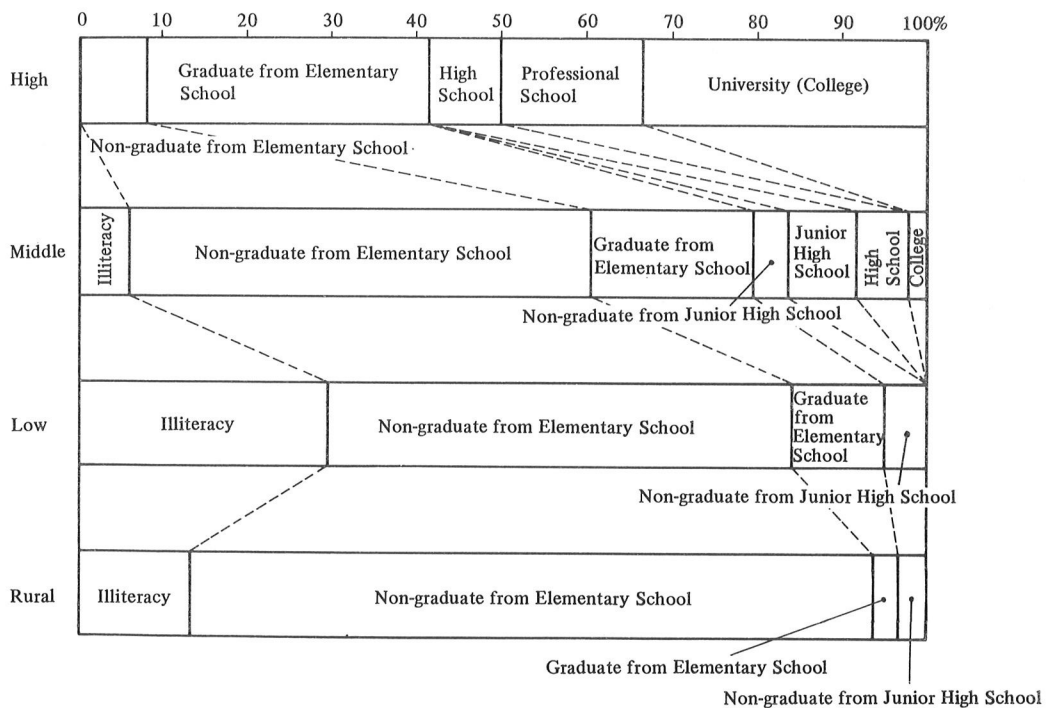 0 10 20 30 40 50 60 70 80 90 100%
High
Graduate from Elementary
School
High
School
Professional
School
University (College)
Non-graduate from Elementary School
Middle
Illiteracy
Non-graduate from Elementary School
Graduate from
Elementary School
Junior
High
School
High
School
College
Non-graduate from Junior High School
Low
Illiteracy
Non-graduate from Elementary School
Graduate
from
Elementary
School
Non-graduate from Junior High School
Rural
Illiteracy
Non-graduate from Elementary School
Graduate from Elementary School
Non-graduate from Junior High School